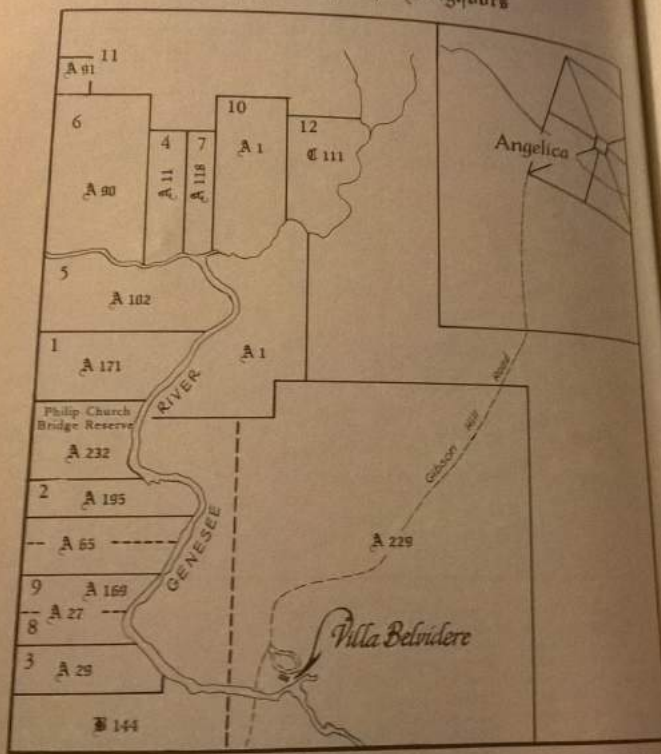 11
A 91
6
A 90
4
A 11
7
A 118
10
A 1
12
C 111
Angelica
5
A 182
1
A 171
A 1
RIVER
Philip Church
Bridge Reserve
A 232
2
A 195
A 65
GENESEE
9
A 169
A 27
8
3
A 29
B 144
Gibson Hill Road
A 229
Villa Belvidere